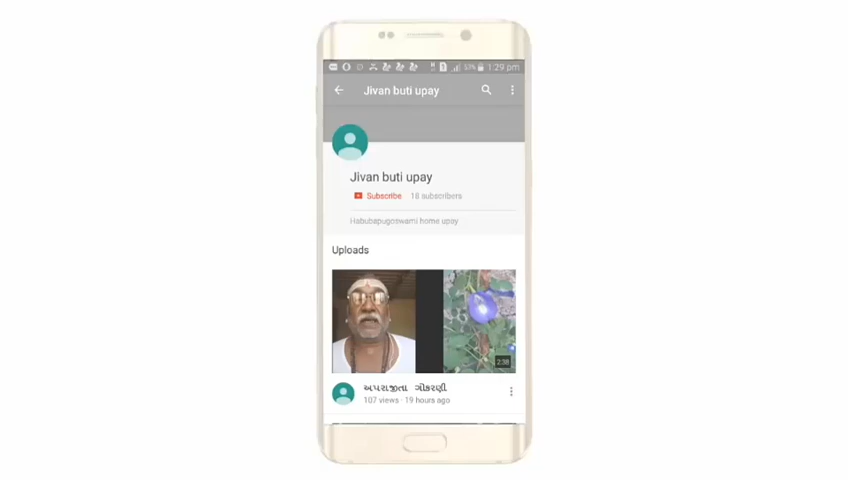 53% 1:29 pm
Jivan buti upay
Jivan buti upay
Subscribe 18 subscribers
Habubapugoswami home upay
Uploads
2:38
અપરાજીતા ગૌકરણી
107 views · 19 hours ago